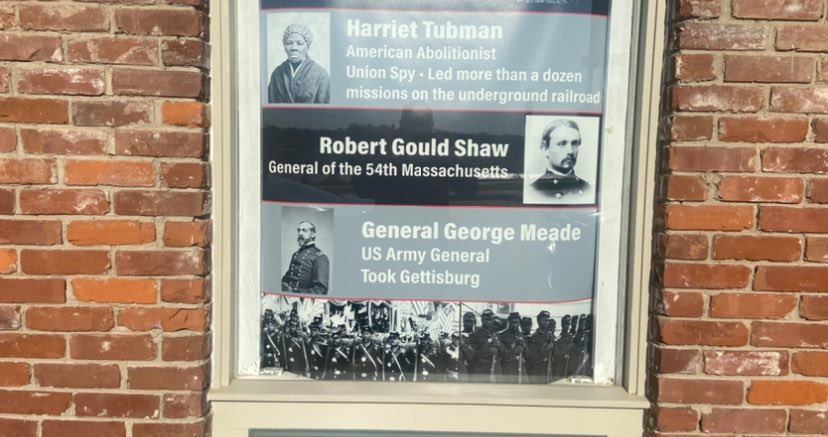 Harriet Tubman
American Abolitionist
Union Spy • Led more than a dozen
missions on the underground railroad
Robert Gould Shaw
General of the 54th Massachusetts
General George Meade
US Army General
Took Gettisburg